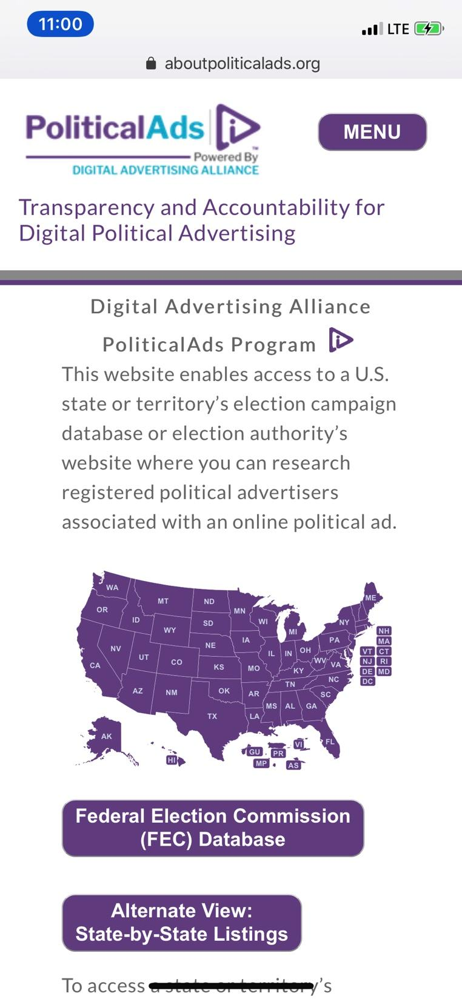 11:00
LTE
aboutpoliticalads.org
PoliticalAds
MENU
Powered By
TM
DIGITAL ADVERTISING ALLIANCE
Transparency and Accountability for
Digital Political Advertising
Digital Advertising Alliance
PoliticalAds Program
This website enables access to a U.S.
state or territory’s election campaign
database or election authority’s
website where you can research
registered political advertisers
associated with an online political ad.
WA
ME
MT
ND
OR
MN
ID
WI
NY
SD
WY
MI
NH
IA
PA
MA
NE
NV
OH
VT CT
IL
IN
UT
WV
NJ RI
CO
VA
CA
KS
MO
KY
DE MD
NC
DC
TN
AZ
NM
OK
AR
SC
MS
AL
GA
TX
LA
AK
FL
VI
GU
PR
HI
MP
AS
Federal Election Commission
(FEC) Database
Alternate View:
State-by-State Listings
To access a state or territory’s